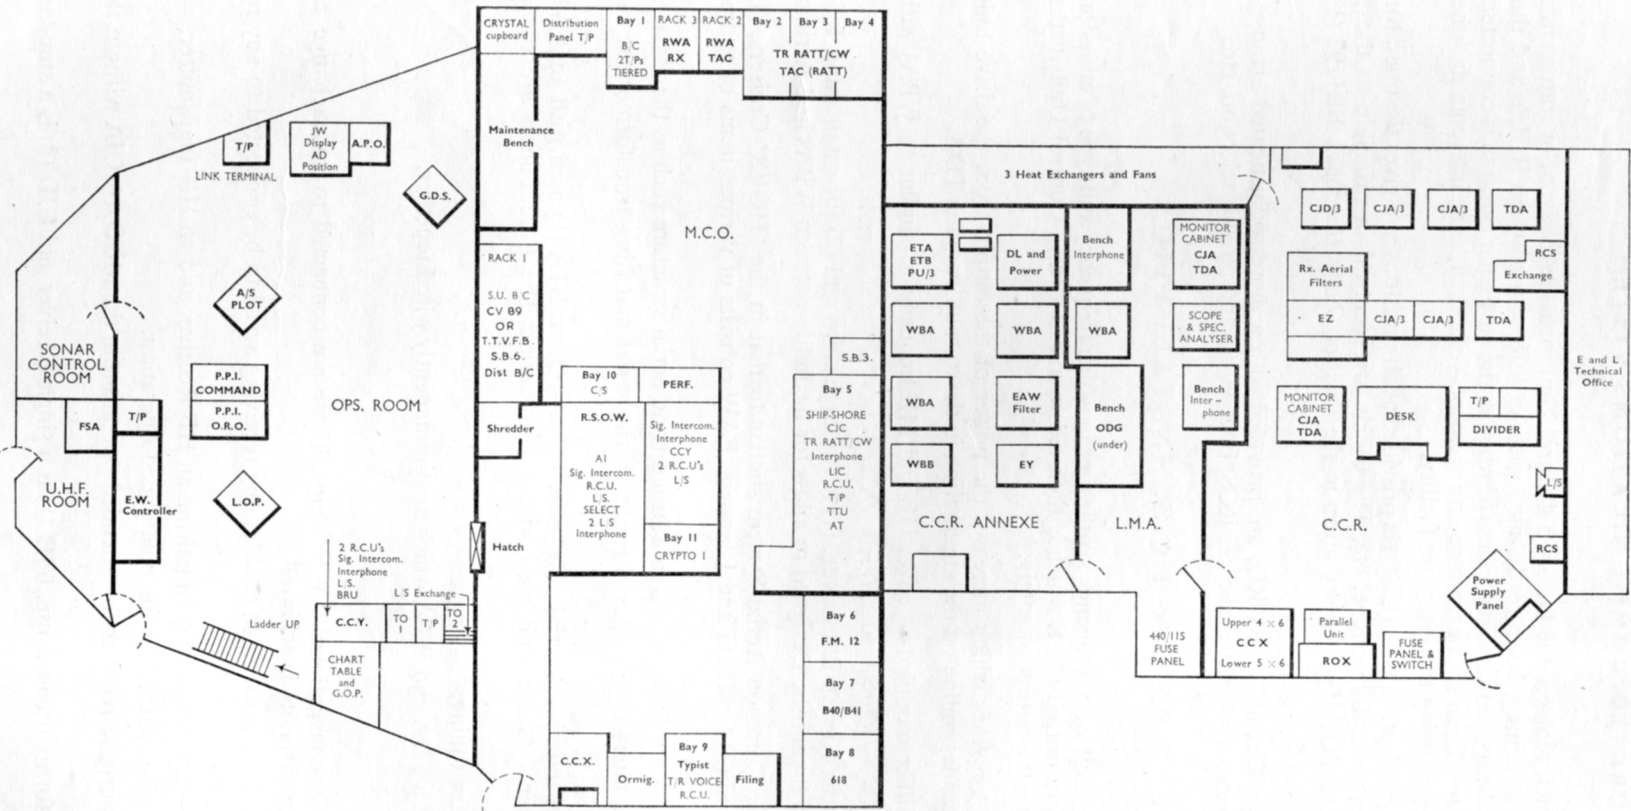 CRYSTAL
cupboard
Distribution
Panel T/P
Bay 1
B/C
2T/Ps
TIERED
RACK 3
RWA
RX
RACK 2
RWA
TAC
Bay 2
Bay 3
Bay 4
TR RATT/CW
TAC (RATT)
Maintenance
Bench
T/P
LINK TERMINAL
JW
Display
AD
Position
A.P.O.
G.D.S.
M.C.O.
RACK 1
S.U. B C
CV 89
OR
T.T.V.F.B.
S.B.6.
Dist B/C
A/S
PLOT
SONAR
CONTROL
ROOM
P.P.I.
COMMAND
P.P.I.
O.R.O.
OPS. ROOM
FSA
T/P
U.H.F.
ROOM
E.W.
Controller
L.O.P.
Shredder
Hatch
Bay 10
C/S
PERF.
R.S.O.W.
A1
Sig. Intercom.
R.C.U.
L.S.
SELECT
2 L/S
Interphone
Sig. Intercom.
Interphone
CCY
2 R.C.U's
L/S
Bay 11
CRYPTO 1
2 R.C.U's
Sig. Intercom.
Interphone
L.S.
BRU
L/S Exchange
Ladder UP
C.C.Y.
TO
1
T/P
TO
2
CHART
TABLE
and
G.O.P.
C.C.X.
Ormig.
Bay 9
Typist
T/R VOICE
R.C.U.
Filing
S.B.3.
Bay 5
SHIP-SHORE
CJC
TR RATT/CW
Interphone
LIC
R.C.U.
T/P
TTU
AT
Bay 6
F.M. 12
Bay 7
B40/B41
Bay 8
618
3 Heat Exchangers and Fans
ETA
ETB
PU/3
DL and
Power
Bench
Interphone
MONITOR
CABINET
CJA
TDA
WBA
WBA
WBA
SCOPE
& SPEC.
ANALYSER
WBA
EAW
Filter
Bench
ODG
(under)
Bench
Inter-
phone
WBB
EY
C.C.R. ANNEXE
L.M.A.
C.C.R.
CJD/3
CJA/3
CJA/3
TDA
RCS
Exchange
Rx. Aerial
Filters
EZ
CJA/3
CJA/3
TDA
MONITOR
CABINET
CJA
TDA
DESK
T/P
DIVIDER
E and L
Technical
Office
L/S
RCS
Power
Supply
Panel
440/115
FUSE
PANEL
Upper 4 x 6
CCX
Lower 5 x 6
Parallel
Unit
ROX
FUSE
PANEL &
SWITCH